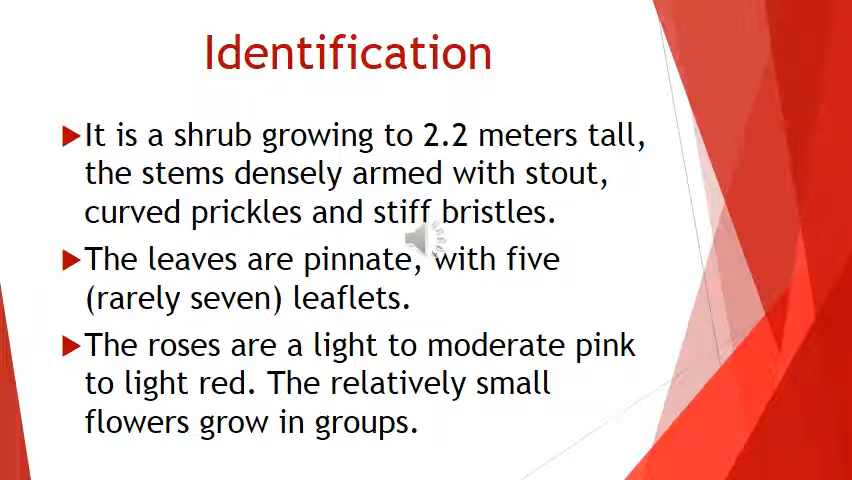 Identification
It is a shrub growing to 2.2 meters tall,
the stems densely armed with stout,
curved prickles and stiff bristles.
The leaves are pinnate, with five
(rarely seven) leaflets.
The roses are a light to moderate pink
to light red. The relatively small
flowers grow in groups.